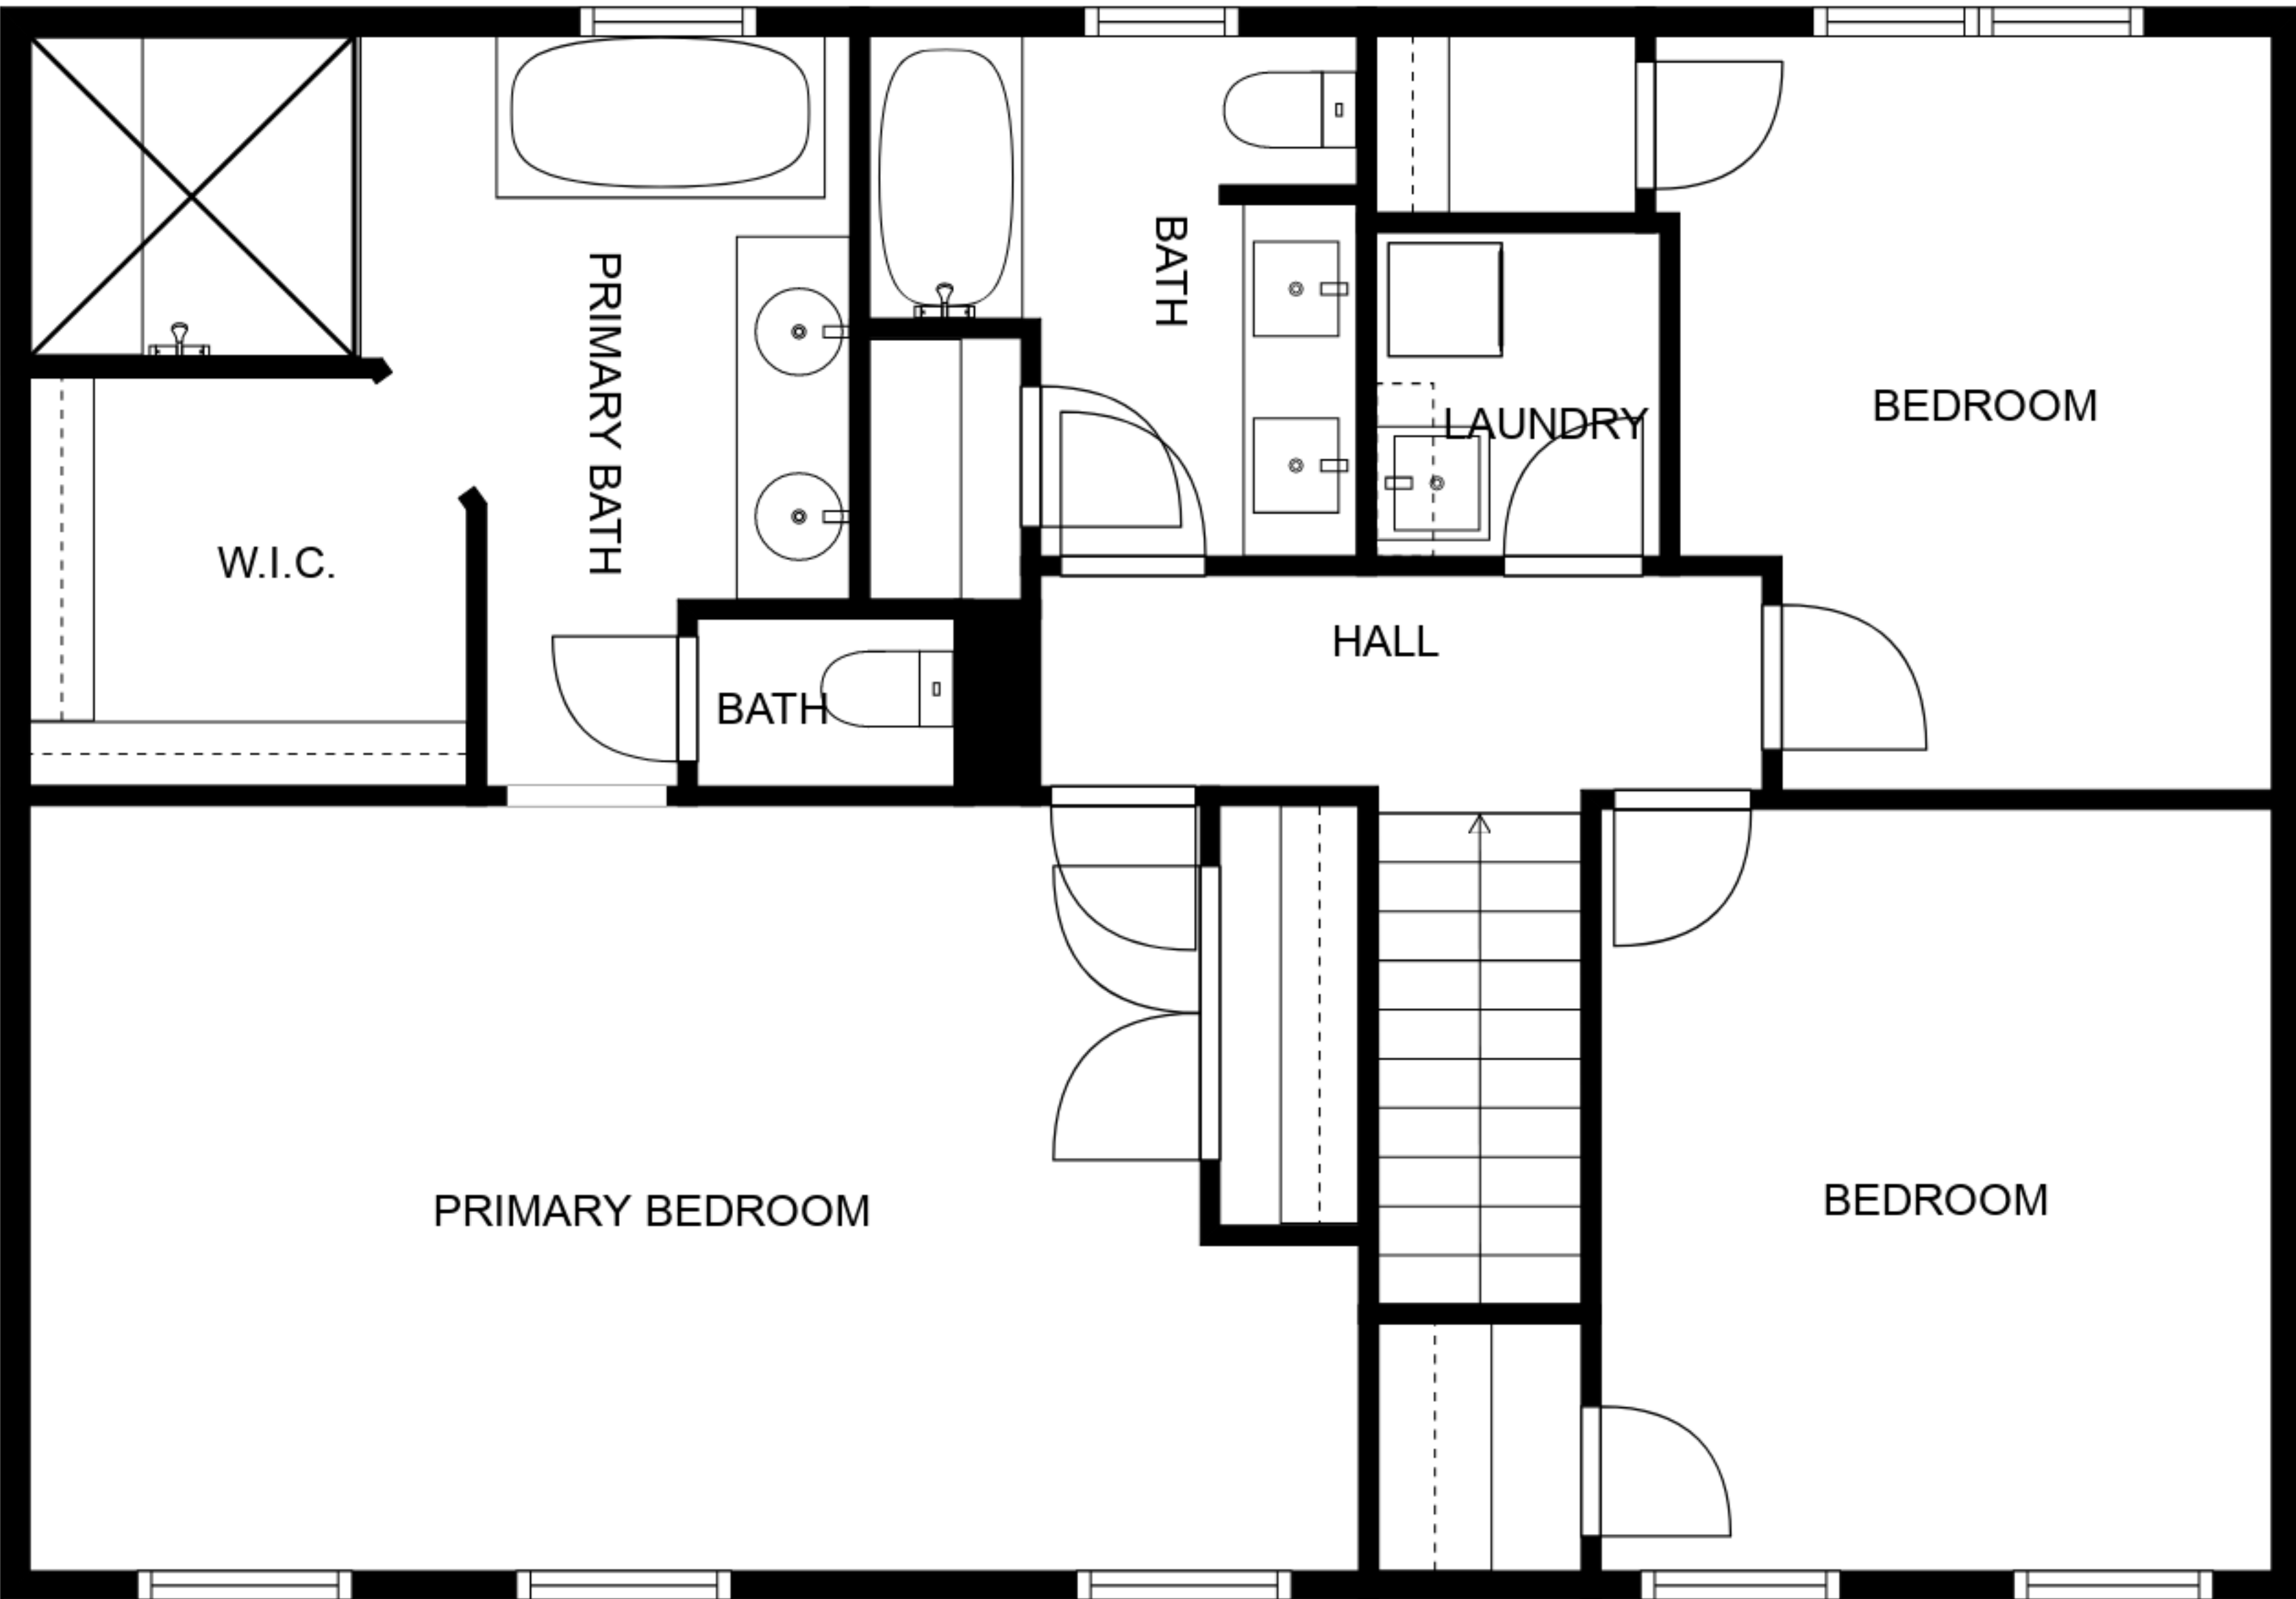 PRIMARY BATH
BATH
BEDROOM
LAUNDRY
W.I.C.
HALL
BATH
PRIMARY BEDROOM
BEDROOM